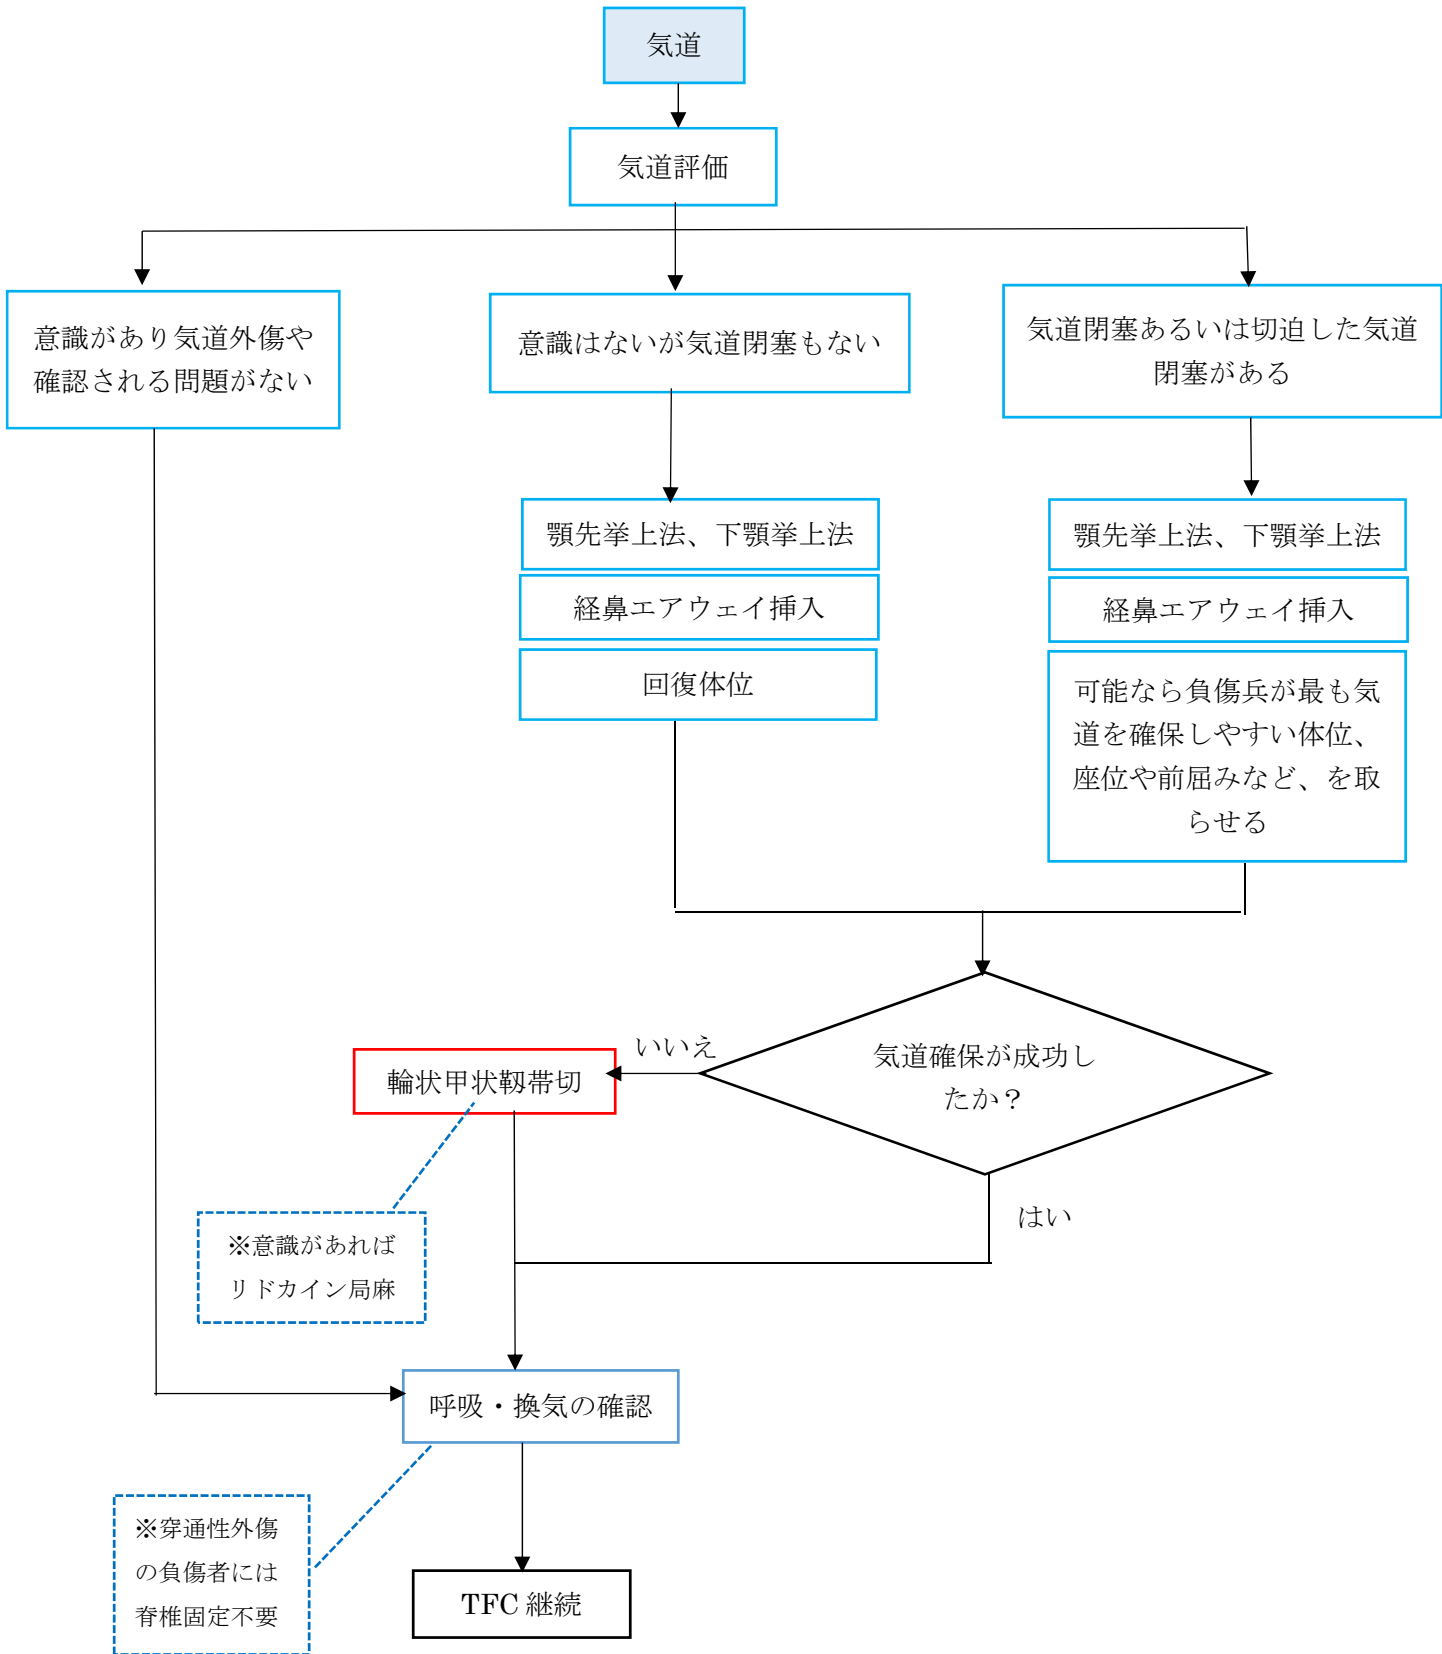 気道
気道評価
意識があり気道外傷や
確認される問題がない
意識はないが気道閉塞もない
気道閉塞あるいは切迫した気道
閉塞がある
顎先挙上法、下顎挙上法
経鼻エアウェイ挿入
回復体位
顎先挙上法、下顎挙上法
経鼻エアウェイ挿入
可能なら負傷兵が最も気
道を確保しやすい体位、
座位や前屈みなど、を取
らせる
気道確保が成功し
たか？
いいえ
輪状甲状靱帯切
はい
※意識があれば
リドカイン局麻
呼吸・換気の確認
※穿通性外傷
の負傷者には
脊椎固定不要
TFC 継続